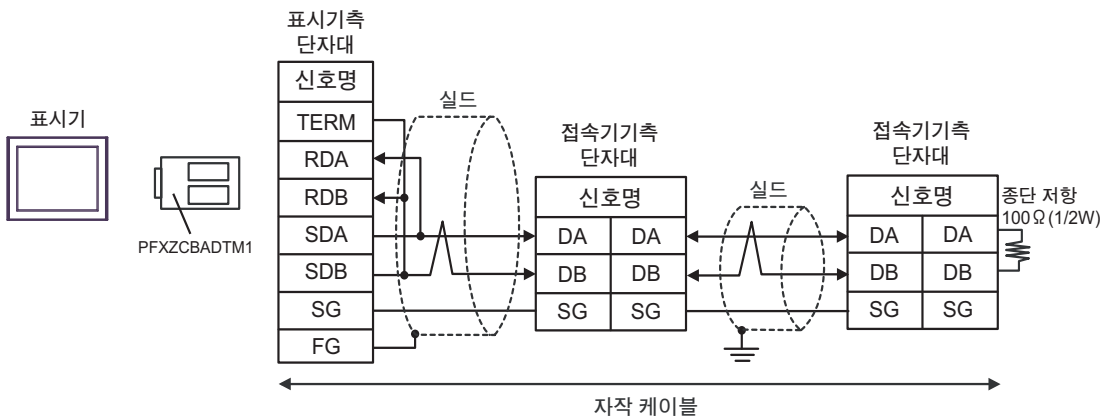 표시기
PFXZCBADTM1
표시기측
단자대
신호명
TERM
RDA
RDB
SDA
SDB
SG
FG
실드
접속기기측
단자대
신호명
DA DA
DB DB
SG SG
실드
접속기기측
단자대
신호명
DA DA
DB DB
SG SG
종단 저항
100Ω(1/2W)
자작 케이블